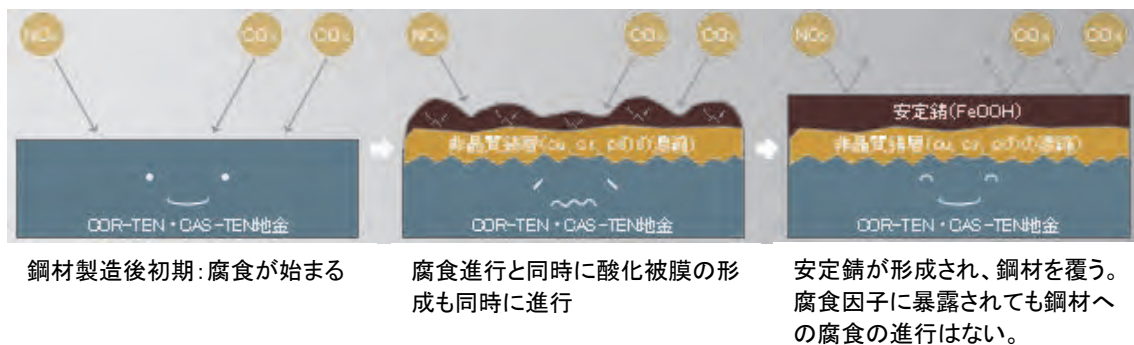 NOx COx COx
COR-TEN・CAS-TEN地金
NOx COx COx
非晶質錆層(cu, cr, pの濃縮)
COR-TEN・CAS-TEN地金
NOx COx COx
安定錆(FeOOH)
非晶質錆層(cu, cr, pの濃縮)
COR-TEN・CAS-TEN地金
鋼材製造後初期:腐食が始まる
腐食進行と同時に酸化被膜の形
成も同時に進行
安定錆が形成され、鋼材を覆う。
腐食因子に暴露されても鋼材へ
の腐食の進行はない。